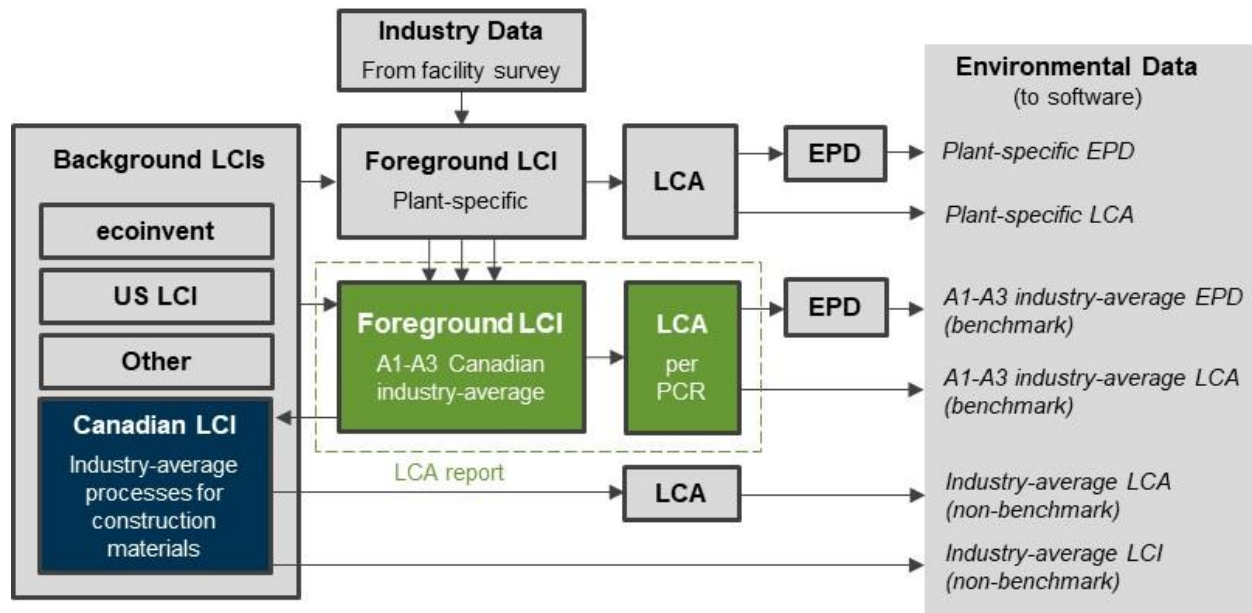 Industry Data
From facility survey
Background LCIs
ecoinvent
US LCI
Other
Canadian LCI
Industry-average
processes for
construction
materials
Foreground LCI
Plant-specific
LCA
EPD
Foreground LCI
A1-A3 Canadian
industry-average
LCA
per
PCR
EPD
LCA report
LCA
Environmental Data
(to software)
Plant-specific EPD
Plant-specific LCA
A1-A3 industry-average EPD
(benchmark)
A1-A3 industry-average LCA
(benchmark)
Industry-average LCA
(non-benchmark)
Industry-average LCI
(non-benchmark)